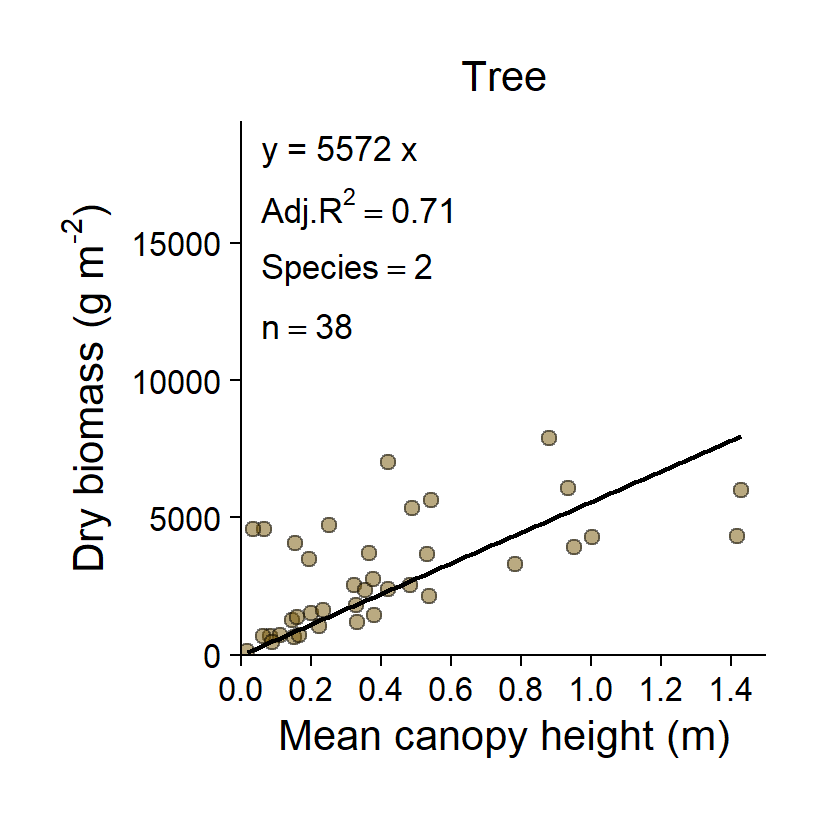 Tree
y = 5572 x
Adj.R² = 0.71
Species = 2
n = 38
Dry biomass (g m⁻²)
15000
10000
5000
0
0.0 0.2 0.4 0.6 0.8 1.0 1.2 1.4
Mean canopy height (m)